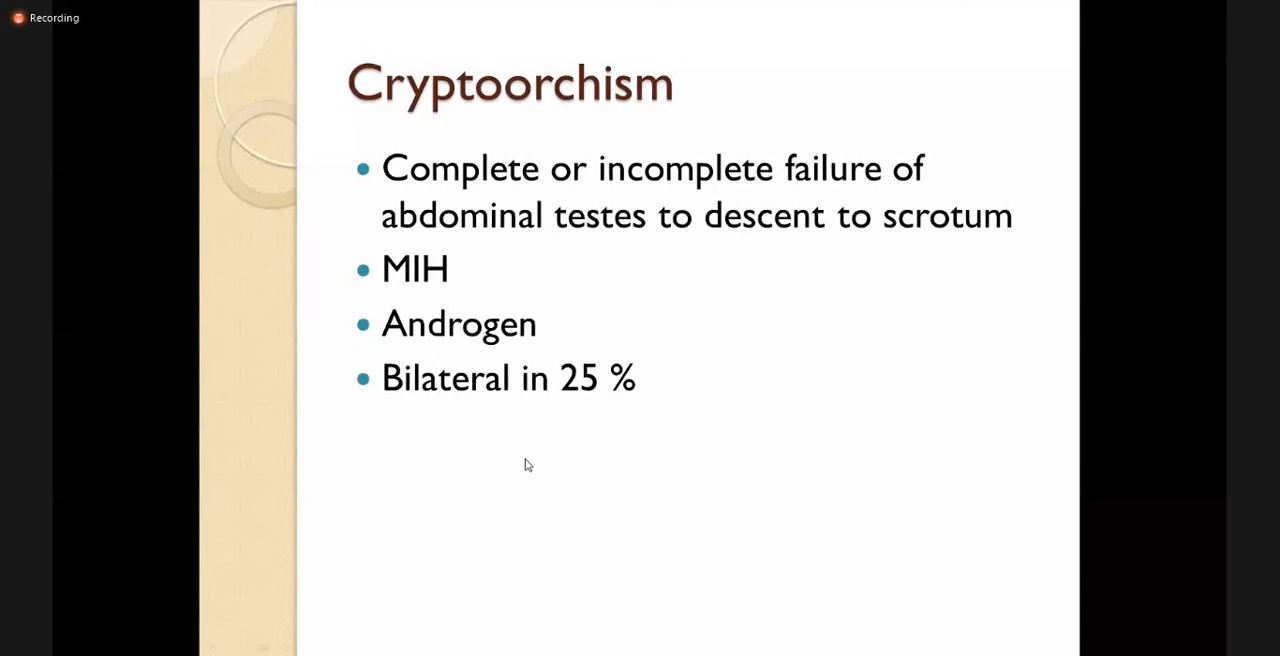 Recording
Cryptoorchism
• Complete or incomplete failure of
abdominal testes to descent to scrotum
• MIH
• Androgen
• Bilateral in 25 %